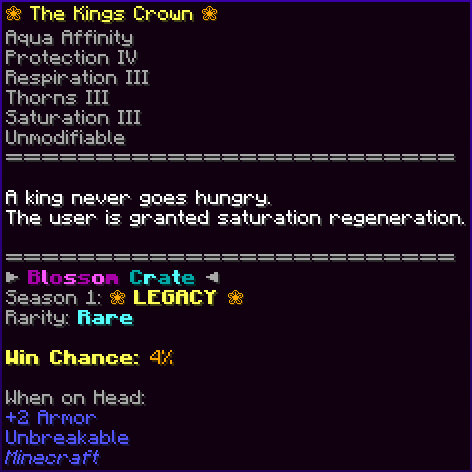 ❀ The Kings Crown ❀
Aqua Affinity
Protection IV
Respiration III
Thorns III
Saturation III
Unmodifiable
==========================
A king never goes hungry.
The user is granted saturation regeneration.
==========================
► Blossom Crate ◄
Season 1: ❀ LEGACY ❀
Rarity: Rare
Win Chance: 4%
When on Head:
+2 Armor
Unbreakable
Minecraft